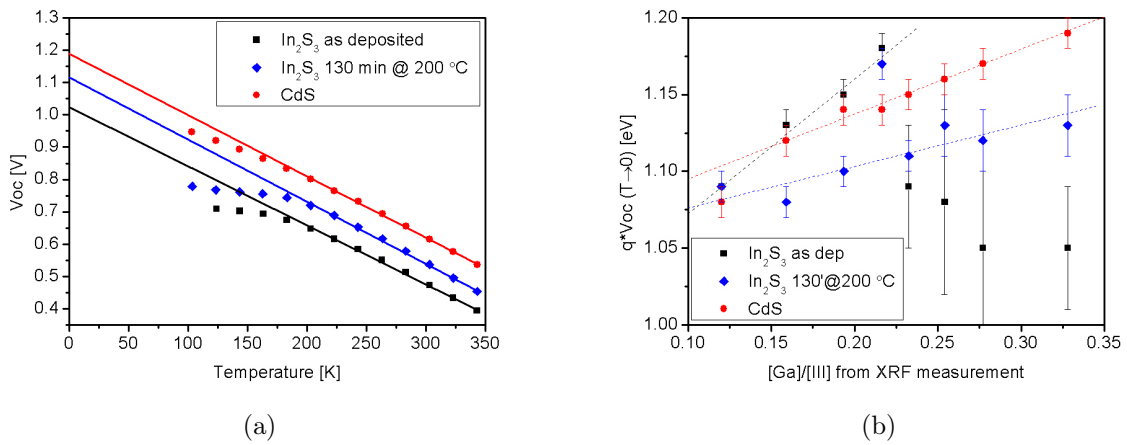 1.3
1.2
1.1
1.0
0.9
0.8
0.7
0.6
0.5
0.4
Voc [V]
In₂S₃ as deposited
In₂S₃ 130 min @ 200 °C
CdS
0 50 100 150 200 250 300 350
Temperature [K]
(a)
1.20
1.15
1.10
1.05
1.00
q*Voc (T→0) [eV]
In₂S₃ as dep
In₂S₃ 130'@200 °C
CdS
0.10 0.15 0.20 0.25 0.30 0.35
[Ga]/[III] from XRF measurement
(b)